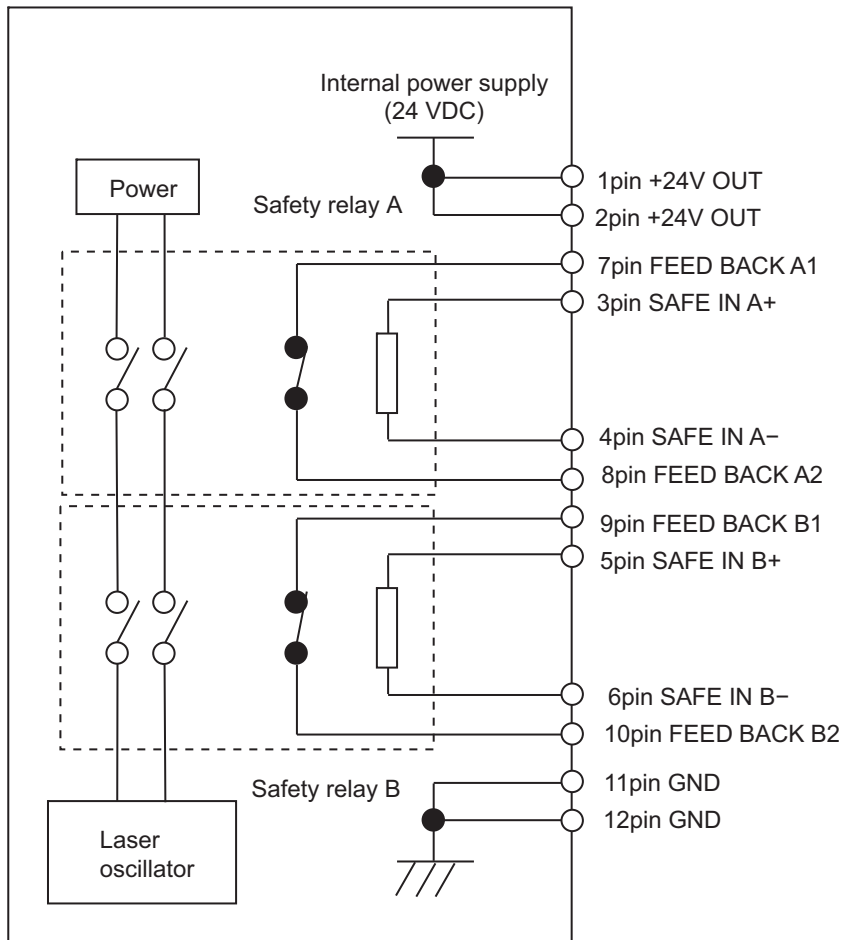 Internal power supply
(24 VDC)
Power
Safety relay A
1pin +24V OUT
2pin +24V OUT
7pin FEED BACK A1
3pin SAFE IN A+
4pin SAFE IN A−
8pin FEED BACK A2
9pin FEED BACK B1
5pin SAFE IN B+
6pin SAFE IN B−
10pin FEED BACK B2
Safety relay B
11pin GND
12pin GND
Laser
oscillator